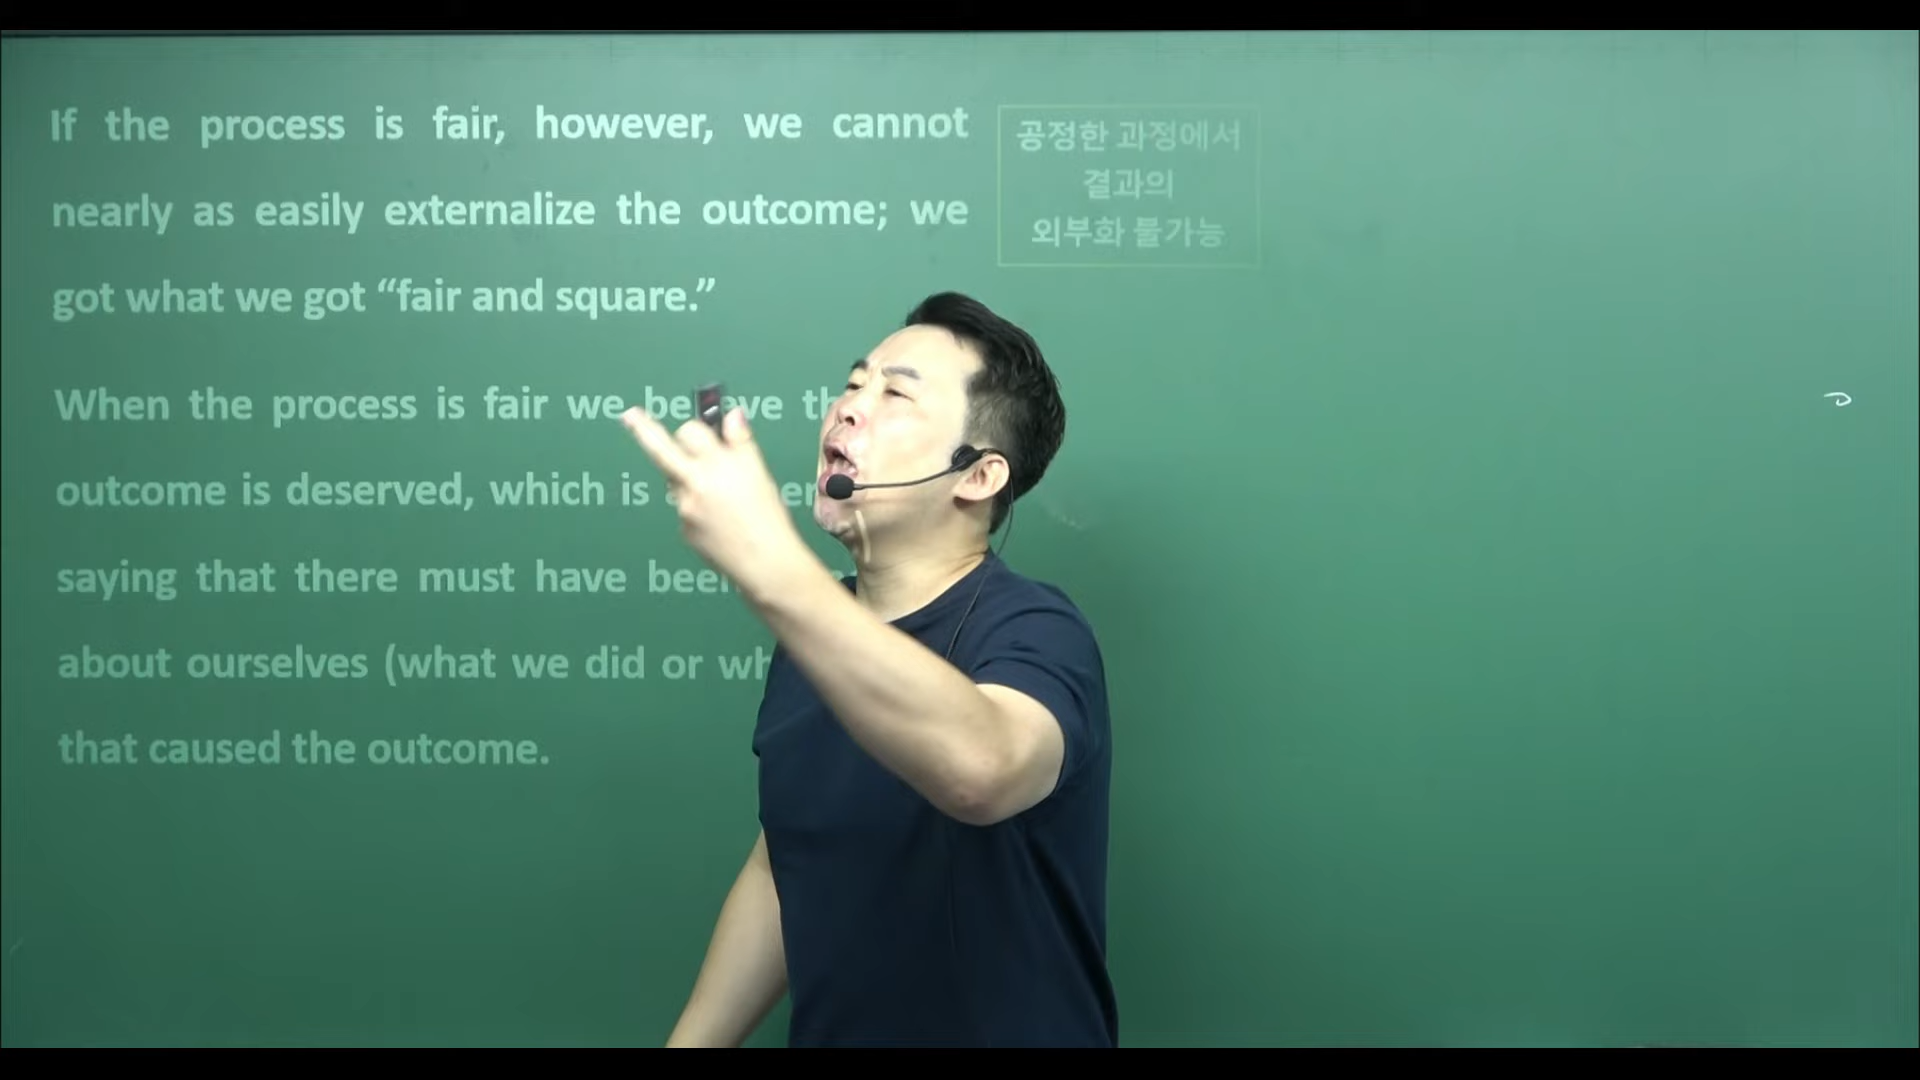 If the process is fair, however, we cannot
nearly as easily externalize the outcome; we
got what we got “fair and square.”
공정한 과정에서
결과의
외부화 불가능
When the process is fair we believe
outcome is deserved, which is
saying that there must have been
about ourselves (what we did or
that caused the outcome.